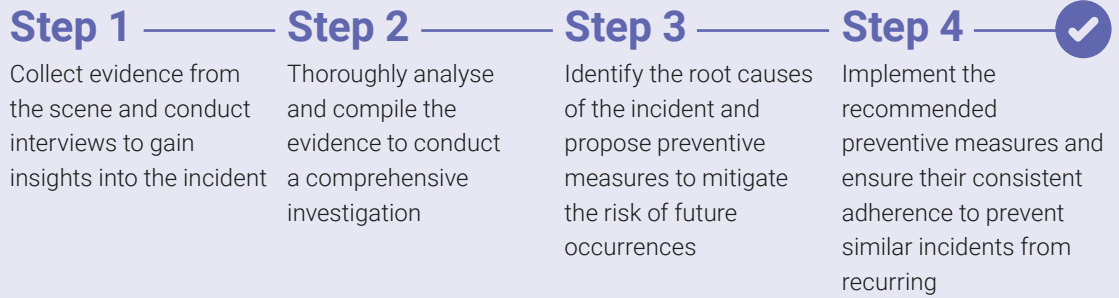 Step 1
Collect evidence from
the scene and conduct
interviews to gain
insights into the incident
Step 2
Thoroughly analyse
and compile the
evidence to conduct
a comprehensive
investigation
Step 3
Identify the root causes
of the incident and
propose preventive
measures to mitigate
the risk of future
occurrences
Step 4
Implement the
recommended
preventive measures and
ensure their consistent
adherence to prevent
similar incidents from
recurring